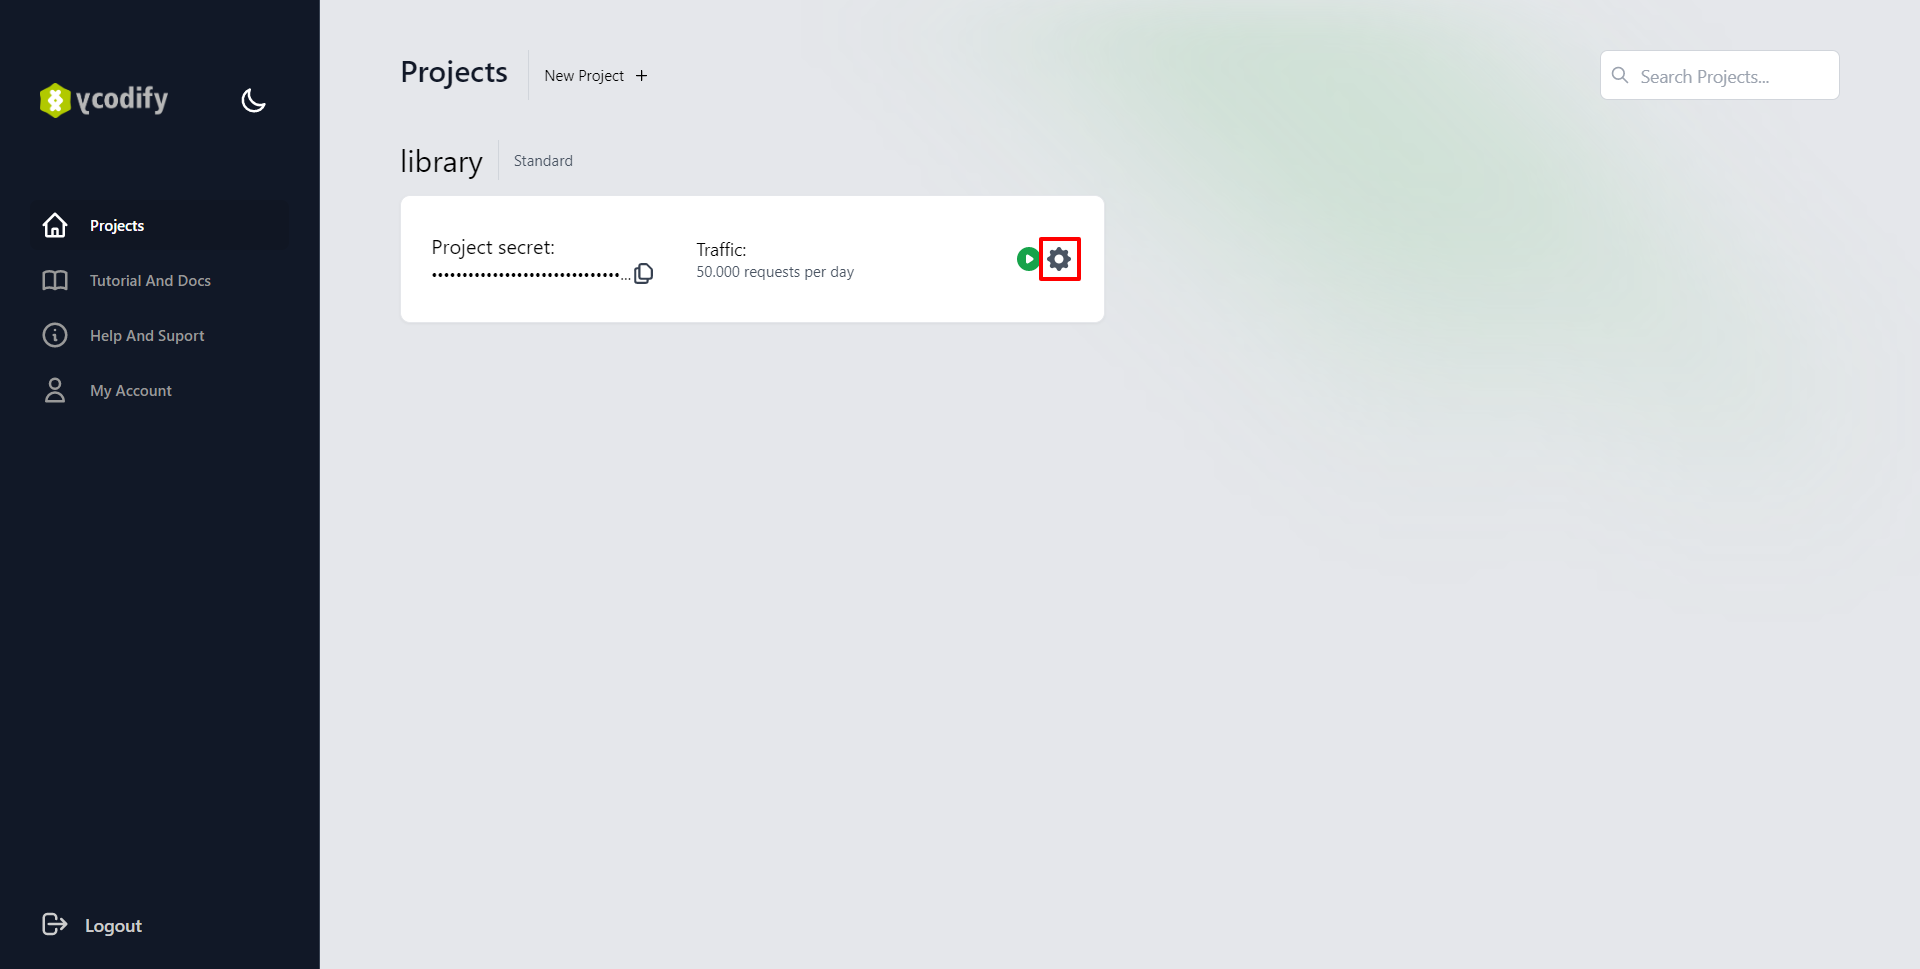 ycodify
Projects
Tutorial And Docs
Help And Suport
My Account
Logout
Projects
New Project +
Search Projects...
library
Standard
Project secret:
•••••••••••••••••••••••••••••••...
Traffic:
50.000 requests per day